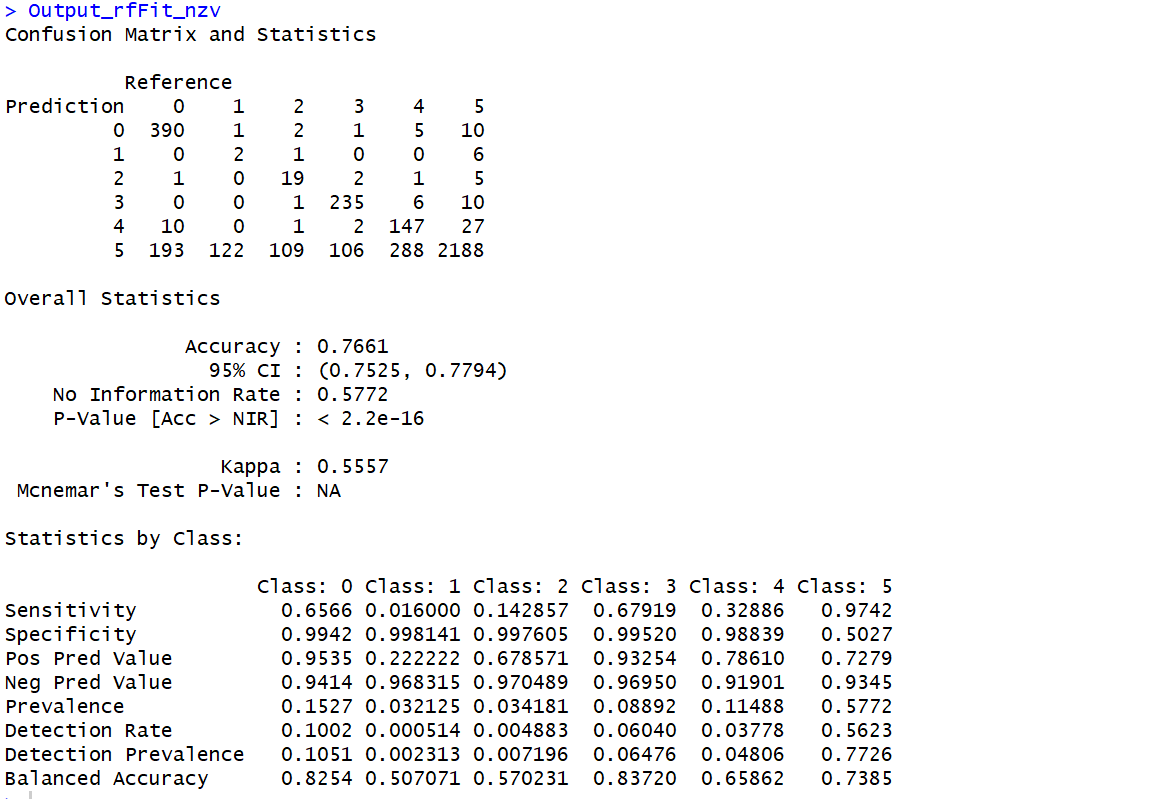 > Output_rfFit_nzv
Confusion Matrix and Statistics

          Reference
Prediction    0    1    2    3    4    5
         0  390    1    2    1    5   10
         1    0    2    1    0    0    6
         2    1    0   19    2    1    5
         3    0    0    1  235    6   10
         4   10    0    1    2  147   27
         5  193  122  109  106  288 2188

Overall Statistics

               Accuracy : 0.7661
                 95% CI : (0.7525, 0.7794)
    No Information Rate : 0.5772
    P-Value [Acc > NIR] : < 2.2e-16

                  Kappa : 0.5557
 Mcnemar's Test P-Value : NA

Statistics by Class:

                     Class: 0 Class: 1 Class: 2 Class: 3 Class: 4 Class: 5
Sensitivity            0.6566 0.016000 0.142857  0.67919  0.32886   0.9742
Specificity            0.9942 0.998141 0.997605  0.99520  0.98839   0.5027
Pos Pred Value         0.9535 0.222222 0.678571  0.93254  0.78610   0.7279
Neg Pred Value         0.9414 0.968315 0.970489  0.96950  0.91901   0.9345
Prevalence             0.1527 0.032125 0.034181  0.08892  0.11488   0.5772
Detection Rate         0.1002 0.000514 0.004883  0.06040  0.03778   0.5623
Detection Prevalence   0.1051 0.002313 0.007196  0.06476  0.04806   0.7726
Balanced Accuracy      0.8254 0.507071 0.570231  0.83720  0.65862   0.7385